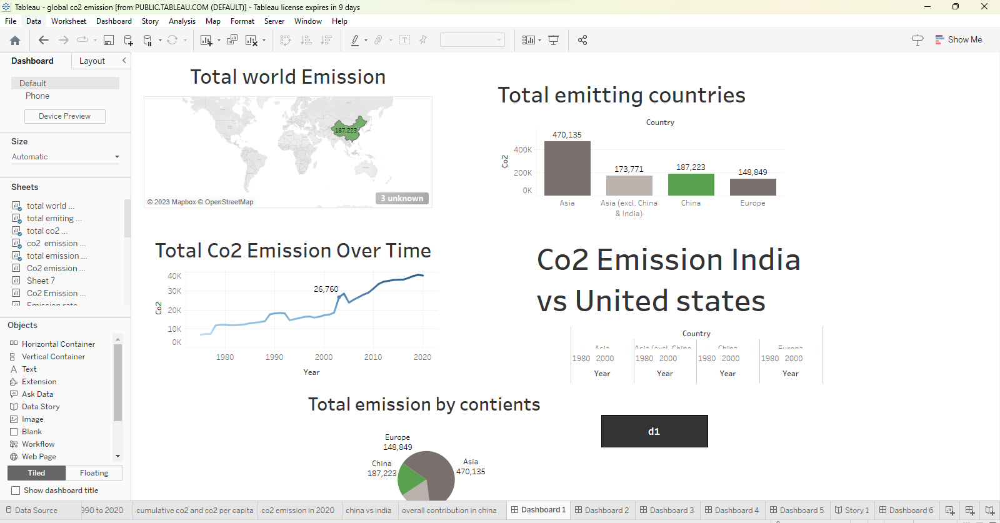 Tableau - global co2 emission [from PUBLIC.TABLEAU.COM (DEFAULT)] - Tableau license expires in 9 days
File Data Worksheet Dashboard Story Analysis Map Format Server Window Help
Show Me
Dashboard Layout
Default
Phone
Device Preview
Size
Automatic
Sheets
total world ...
total emiting ...
total co2 ...
co2 emission ...
total emission ...
Co2 emission ...
Sheet 7
Co2 Emission ...
Emission rate
Objects
Horizontal Container
Vertical Container
Text
Extension
Ask Data
Data Story
Image
Blank
Workflow
Web Page
Tiled Floating
Show dashboard title
Total world Emission
187,223
© 2023 Mapbox © OpenStreetMap
3 unknown
Total emitting countries
Country
Co2
400K
200K
0K
470,135
173,771
187,223
148,849
Asia
Asia (excl. China
& India)
China
Europe
Total Co2 Emission Over Time
Co2
40K
30K
20K
10K
0K
26,760
1980 1990 2000 2010 2020
Year
Co2 Emission India
vs United states
Country
Asia Asia (excl. China China Europe
1980 2000 1980 2000 1980 2000 1980 2000
Year Year Year Year
Total emission by contients
Europe
148,849
China
187,223
Asia
470,135
d1
Data Source 990 to 2020 cumulative co2 and co2 per capita co2 emission in 2020 china vs india overall contribution in china Dashboard 1 Dashboard 2 Dashboard 3 Dashboard 4 Dashboard 5 Story 1 Dashboard 6